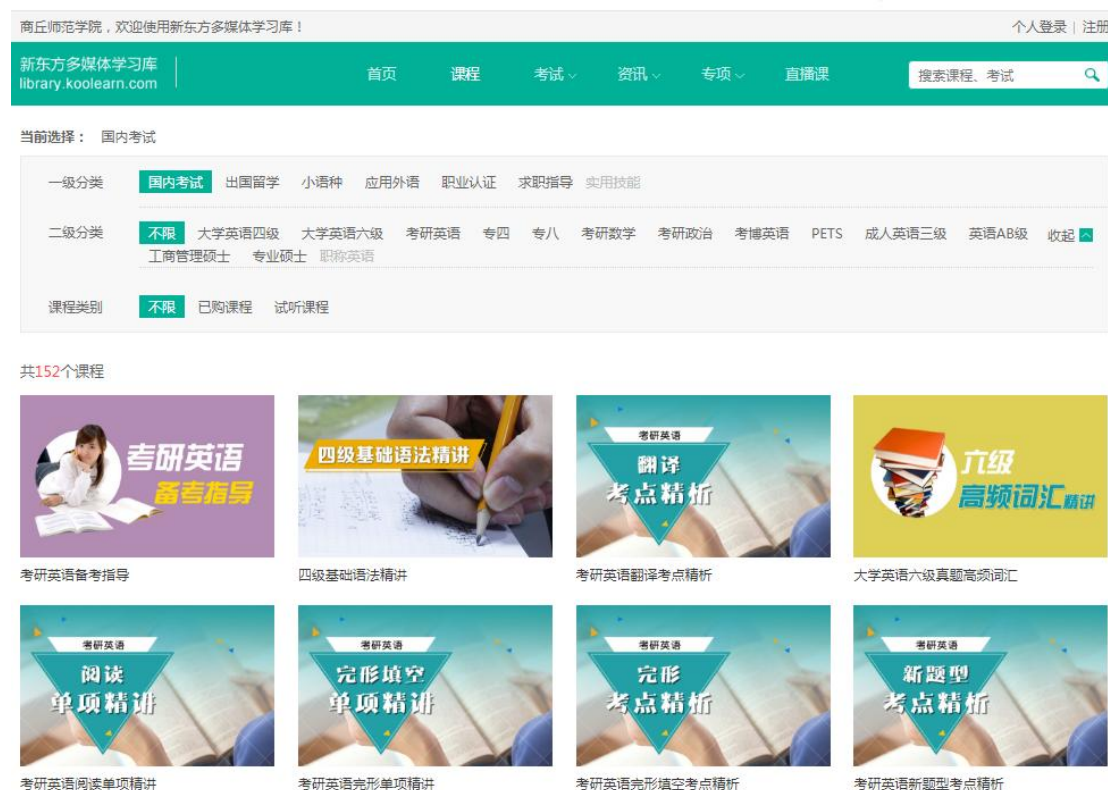 商丘师范学院，欢迎使用新东方多媒体学习库！ 个人登录 | 注册
新东方多媒体学习库
library.koolearn.com
首页 课程 考试 资讯 专项 直播课 搜索课程、考试
当前选择： 国内考试
一级分类 国内考试 出国留学 小语种 应用外语 职业认证 求职指导 实用技能
二级分类 不限 大学英语四级 大学英语六级 考研英语 专四 专八 考研数学 考研政治 考博英语 PETS 成人英语三级 英语AB级 收起
工商管理硕士 专业硕士 职称英语
课程类别 不限 已购课程 试听课程
共152个课程
考研英语
备考指导
四级基础语法精讲
考研英语
翻译
考点精析
六级
高频词汇精讲
考研英语备考指导
四级基础语法精讲
考研英语翻译考点精析
大学英语六级真题高频词汇
考研英语
阅读
单项精讲
考研英语
完形填空
单项精讲
考研英语
完形
考点精析
考研英语
新题型
考点精析
考研英语阅读单项精讲
考研英语完形单项精讲
考研英语完形填空考点精析
考研英语新题型考点精析